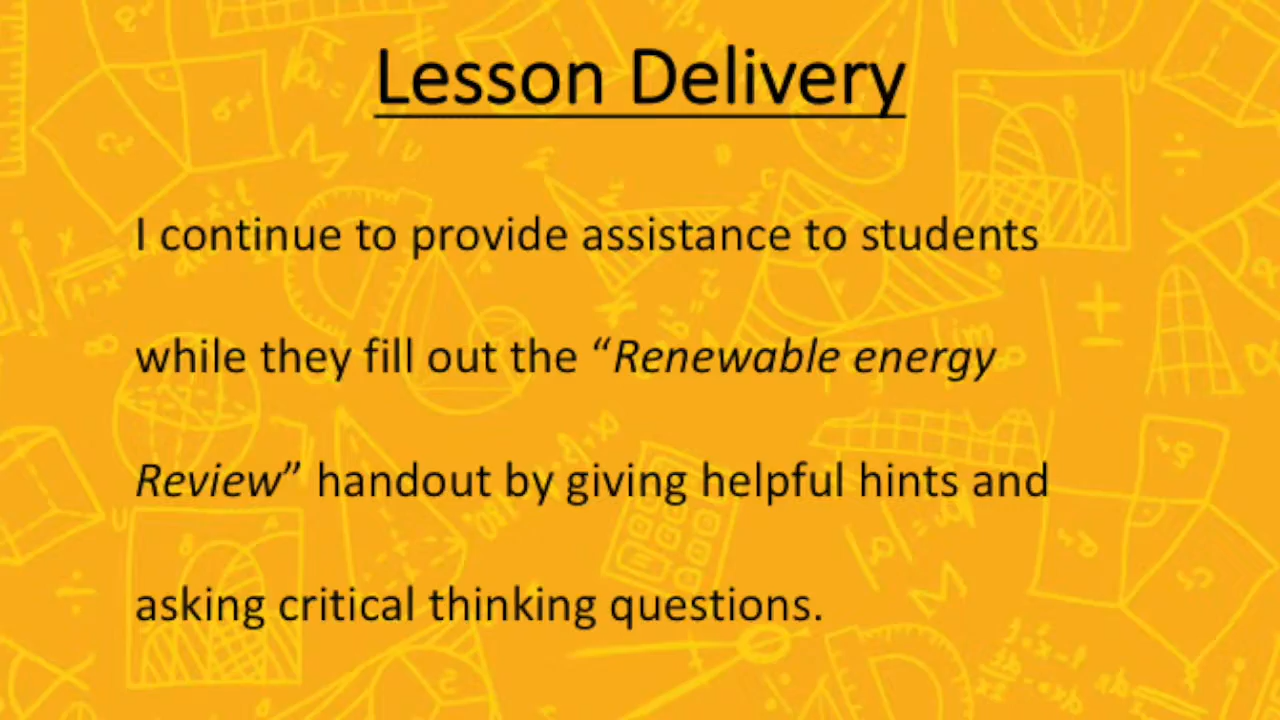 Lesson Delivery
I continue to provide assistance to students
while they fill out the “Renewable energy
Review” handout by giving helpful hints and
asking critical thinking questions.